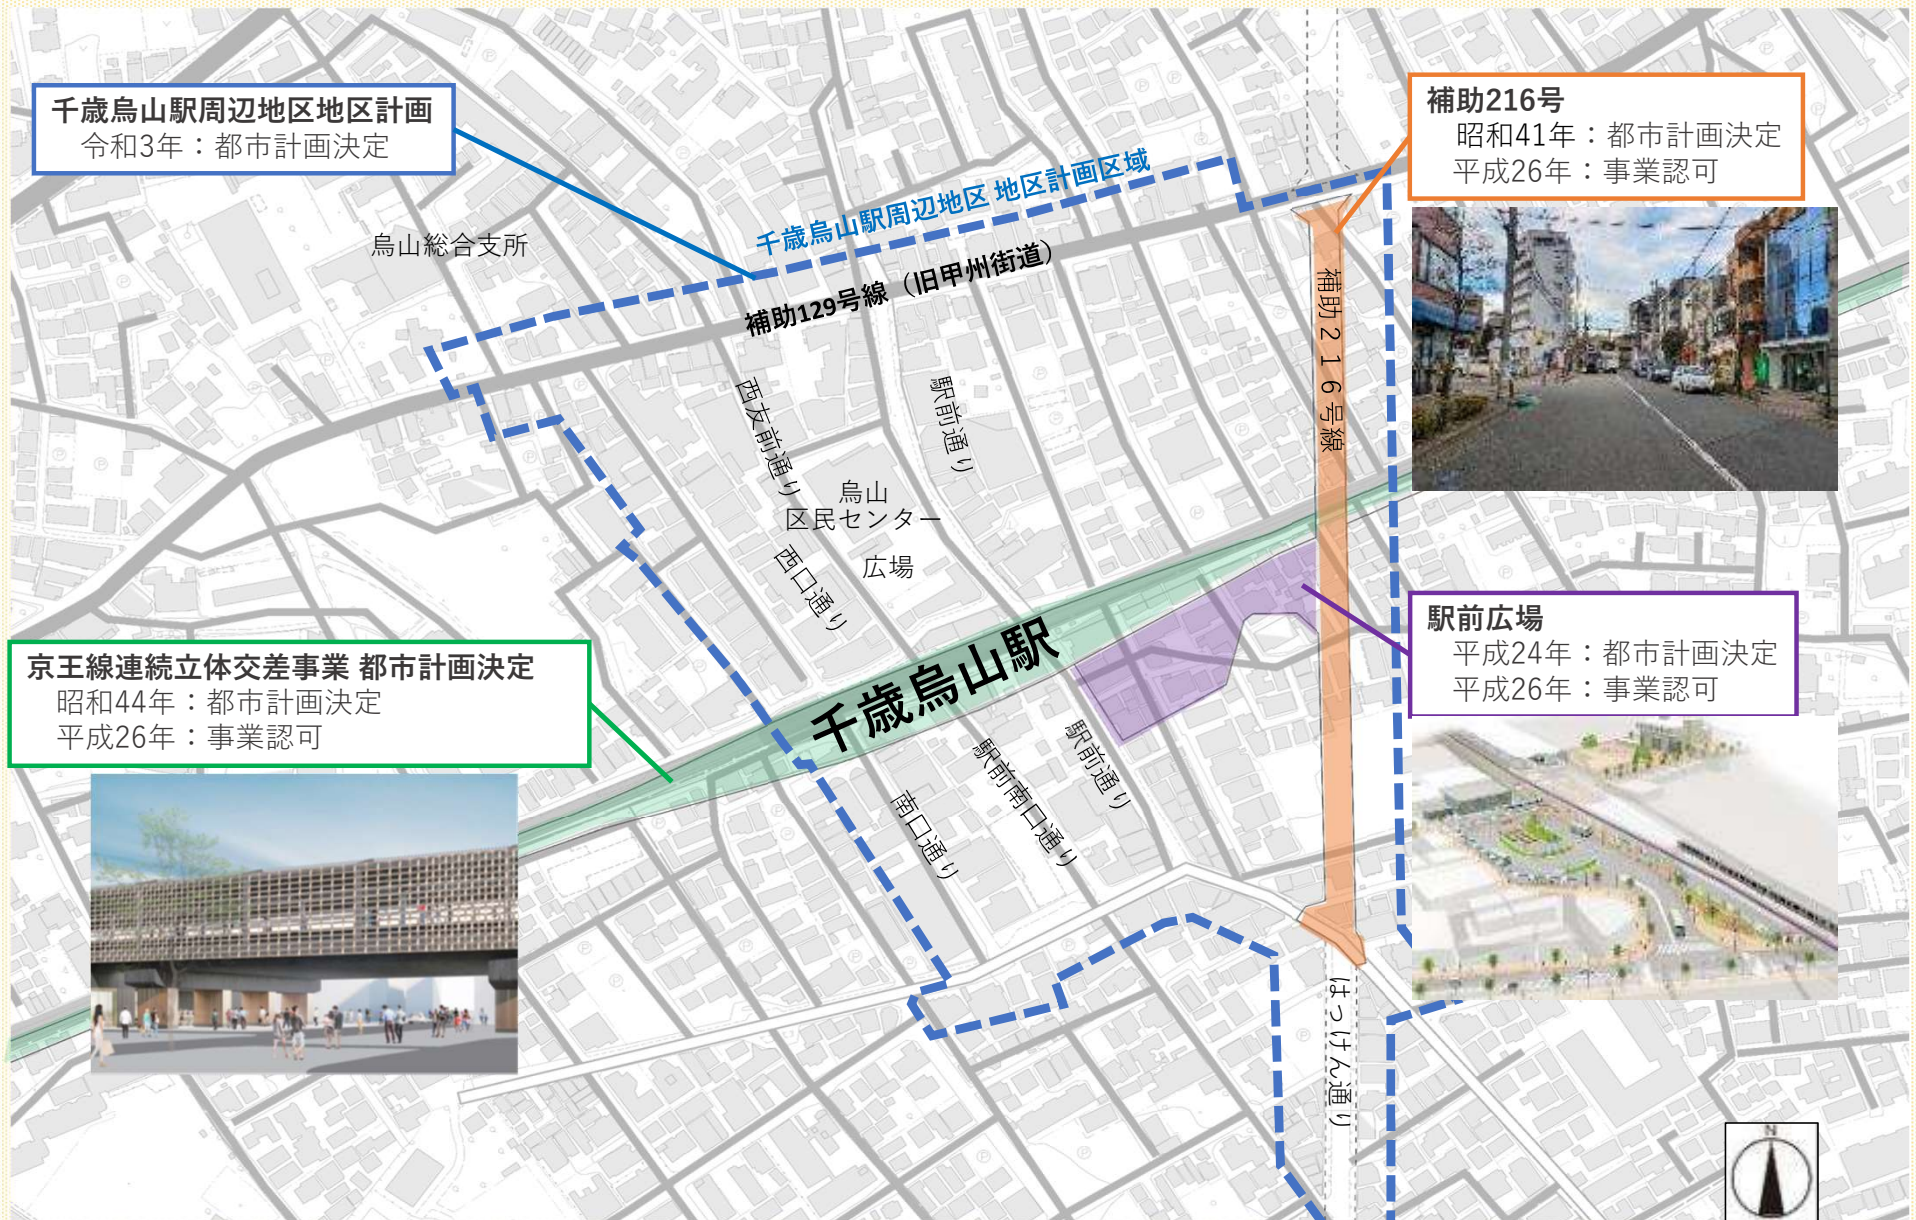 千歳烏山駅周辺地区地区計画
令和3年：都市計画決定
補助216号
昭和41年：都市計画決定
平成26年：事業認可
千歳烏山駅周辺地区 地区計画区域
烏山総合支所
補助129号線（旧甲州街道）
補助216号線
西友前通り
駅前通り
烏山
区民センター
広場
西口通り
千歳烏山駅
駅前広場
平成24年：都市計画決定
平成26年：事業認可
京王線連続立体交差事業 都市計画決定
昭和44年：都市計画決定
平成26年：事業認可
南口通り
駅前南口通り
駅前通り
はっけん通り
N